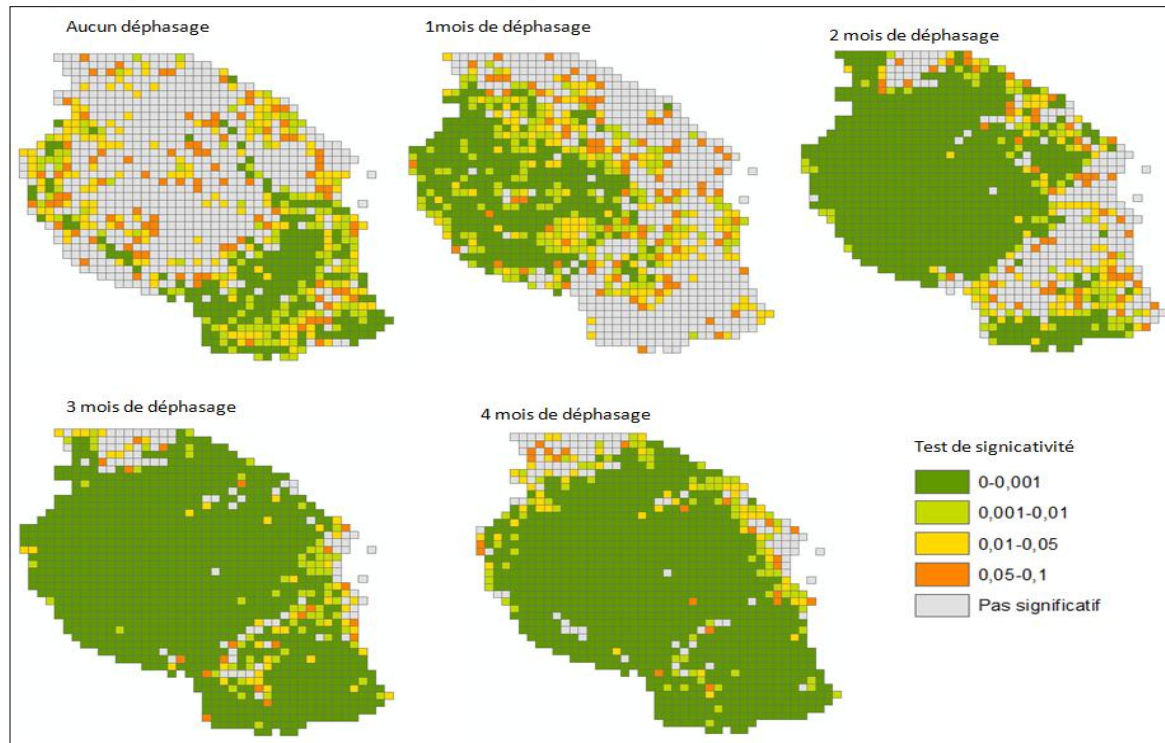 Aucun déphasage
1mois de déphasage
2 mois de déphasage
3 mois de déphasage
4 mois de déphasage
Test de signicativité
0-0,001
0,001-0,01
0,01-0,05
0,05-0,1
Pas significatif